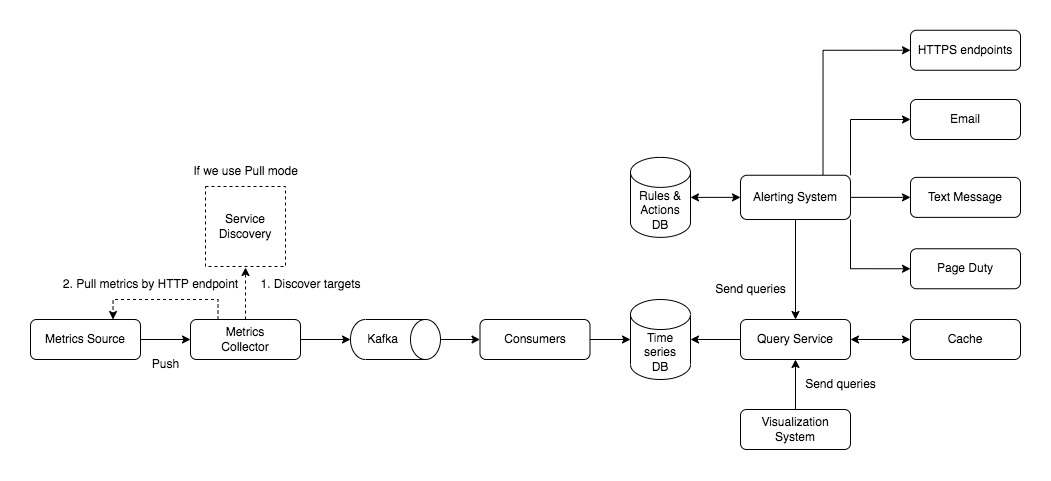 HTTPS endpoints
Email
If we use Pull mode
Service
Discovery
Rules &
Actions
DB
Alerting System
Text Message
Page Duty
2. Pull metrics by HTTP endpoint
1. Discover targets
Send queries
Metrics Source
Push
Metrics
Collector
Kafka
Consumers
Time
series
DB
Query Service
Cache
Send queries
Visualization
System